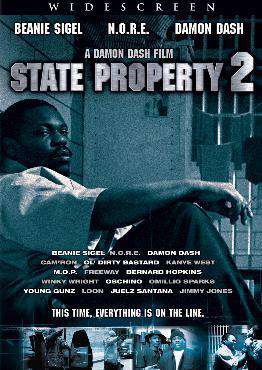 WIDESCREEN
BEANIE SIGEL N.O.R.E. DAMON DASH
A DAMON DASH FILM
STATE PROPERTY 2
BEANIE SIGEL N.O.R.E. DAMON DASH
CAM'RON OL' DIRTY BASTARD KANYE WEST
M.O.P. FREEWAY BERNARD HOPKINS
WINKY WRIGHT OSCHINO OMILLIO SPARKS
YOUNG GUNZ LOON JUELZ SANTANA JIMMY JONES
THIS TIME, EVERYTHING IS ON THE LINE.